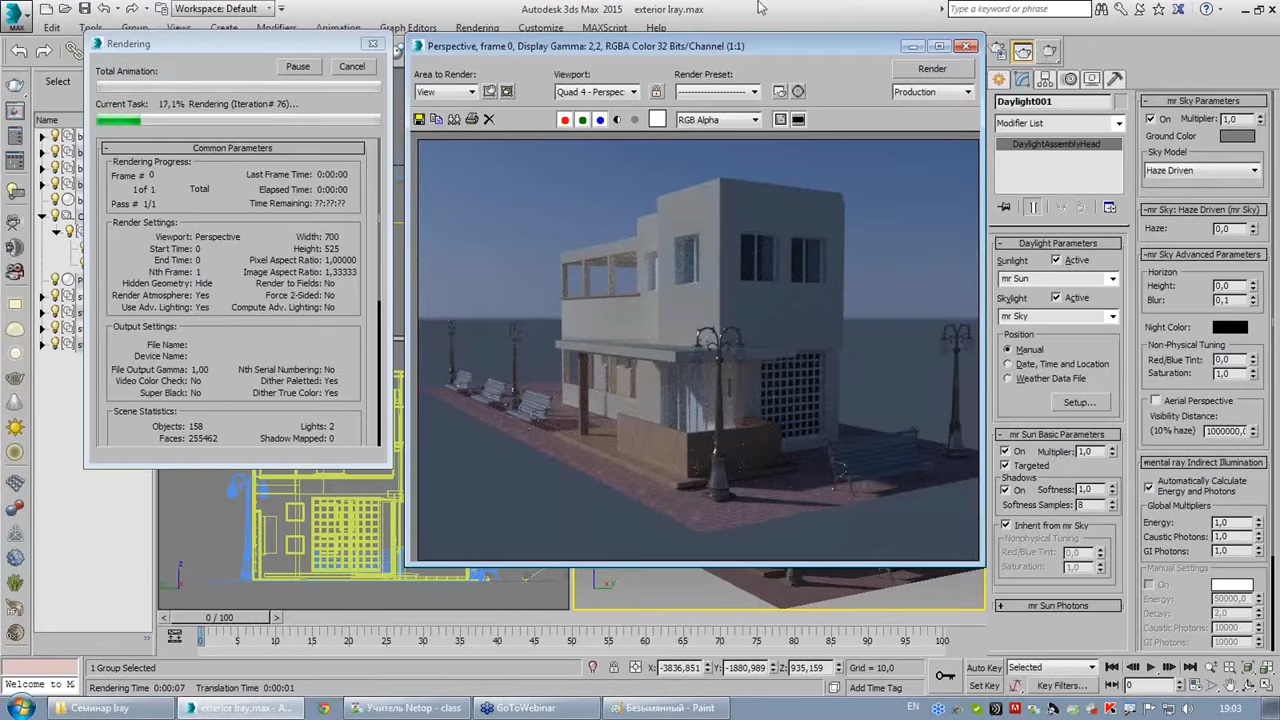 Workspace: Default
Autodesk 3ds Max 2015    exterior Iray.max
Type a keyword or phrase
MAX
Edit
Tools
Rendering
Customize
MAXScript
Help
Rendering
Total Animation:
Pause
Cancel
Current Task: 17,1% Rendering (Iteration# 76)...
Common Parameters
Rendering Progress:
Frame # 0
Last Frame Time: 0:00:00
1 of 1
Total
Elapsed Time: 0:00:00
Pass # 1/1
Time Remaining: ??:??:??
Render Settings:
Viewport: Perspective
Width: 700
Start Time: 0
Height: 525
End Time: 0
Pixel Aspect Ratio: 1,00000
Nth Frame: 1
Image Aspect Ratio: 1,33333
Hidden Geometry: Hide
Render to Fields: No
Render Atmosphere: Yes
Force 2-Sided: No
Use Adv. Lighting: Yes
Compute Adv. Lighting: No
Output Settings:
File Name:
Device Name:
File Output Gamma: 1,00
Nth Serial Numbering: No
Video Color Check: No
Dither Paletted: Yes
Super Black: No
Dither True Color: Yes
Scene Statistics:
Objects: 158
Lights: 2
Faces: 255462
Shadow Mapped: 0
Select
Name
Perspective, frame 0, Display Gamma: 2,2, RGBA Color 32 Bits/Channel (1:1)
Area to Render:
Viewport:
Render Preset:
Render
View
Quad 4 - Perspec
Production
RGB Alpha
Daylight001
Modifier List
DaylightAssemblyHead
Daylight Parameters
Sunlight
Active
mr Sun
Skylight
Active
mr Sky
Position
Manual
Date, Time and Location
Weather Data File
Setup...
mr Sun Basic Parameters
On Multiplier: 1,0
Targeted
Shadows
On Softness: 1,0
Softness Samples: 8
Inherit from mr Sky
Nonphysical Tuning
Red/Blue Tint: 0,0
Saturation: 1,0
mr Sun Photons
mr Sky Parameters
On Multiplier: 1,0
Ground Color
Sky Model
Haze Driven
mr Sky: Haze Driven (mr Sky)
Haze: 0,0
mr Sky Advanced Parameters
Horizon
Height: 0,0
Blur: 0,1
Night Color:
Non-Physical Tuning
Red/Blue Tint: 0,0
Saturation: 1,0
Aerial Perspective
Visibility Distance:
(10% haze) 1000000,0
mental ray Indirect Illumination
Automatically Calculate
Energy and Photons
Global Multipliers
Energy: 1,0
Caustic Photons: 1,0
GI Photons: 1,0
Manual Settings
On
Energy: 50000,0
Decay: 2,0
Caustic Photons: 10000
GI Photons: 10000
z
x
x y
0 / 100
0 5 10 15 20 25 30 35 40 45 50 55 60 65 70 75 80 85 90 95 100
1 Group Selected
X: -3836,851
Y: -1880,989
Z: 935,159
Grid = 10,0
Auto Key
Selected
Welcome to M
Rendering Time: 0:00:07
Translation Time: 0:00:01
Add Time Tag
Set Key
Key Filters...
0
Семинар Iray
exterior Iray.max - A...
Учитель Netop - class
GoToWebinar
Безымянный - Paint
EN
19:03